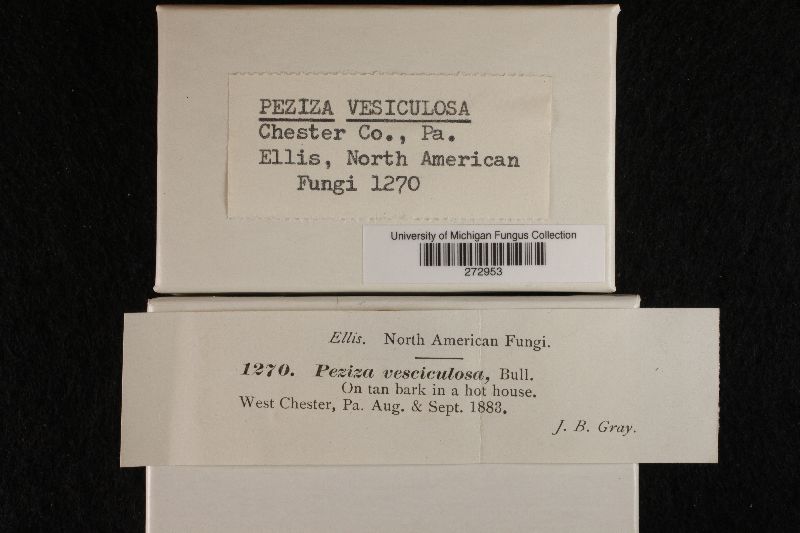 PEZIZA VESICULOSA
Chester Co., Pa.
Ellis, North American
Fungi 1270
University of Michigan Fungus Collection
272953
Ellis. North American Fungi.
1270. Peziza vesciculosa, Bull.
On tan bark in a hot house.
West Chester, Pa. Aug. & Sept. 1883.
J. B. Gray.